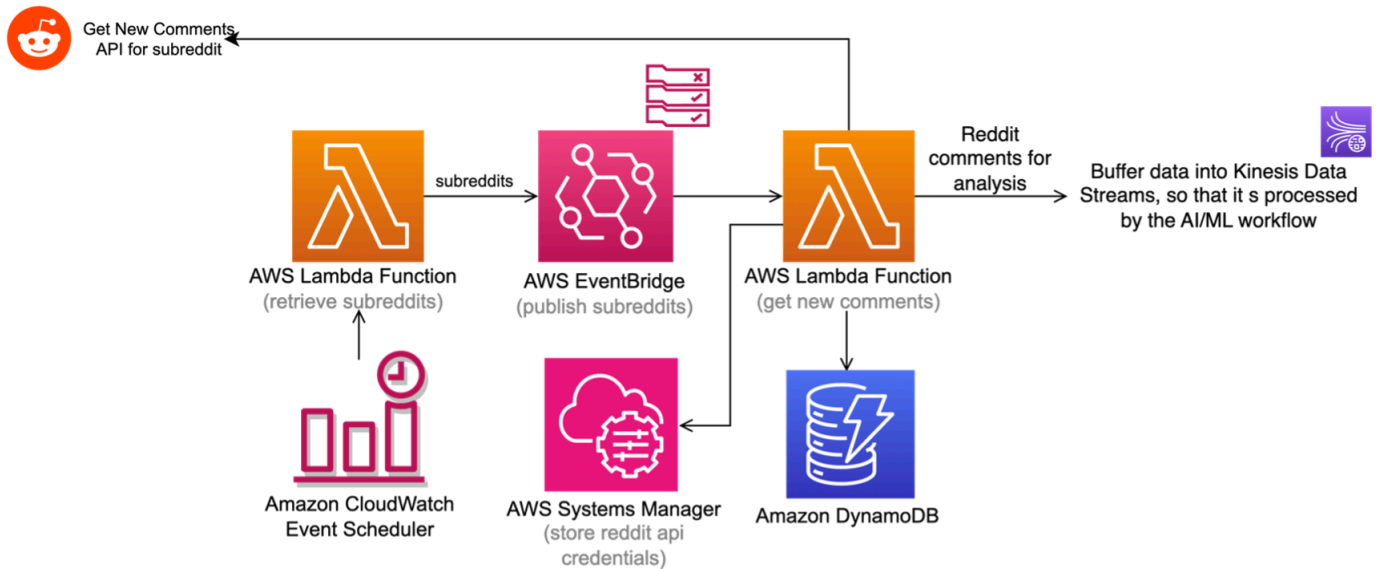 Get New Comments
API for subreddit
Reddit
comments for
analysis
Buffer data into Kinesis Data
Streams, so that it s processed
by the AI/ML workflow
subreddits
AWS Lambda Function
(retrieve subreddits)
AWS EventBridge
(publish subreddits)
AWS Lambda Function
(get new comments)
Amazon CloudWatch
Event Scheduler
AWS Systems Manager
(store reddit api
credentials)
Amazon DynamoDB